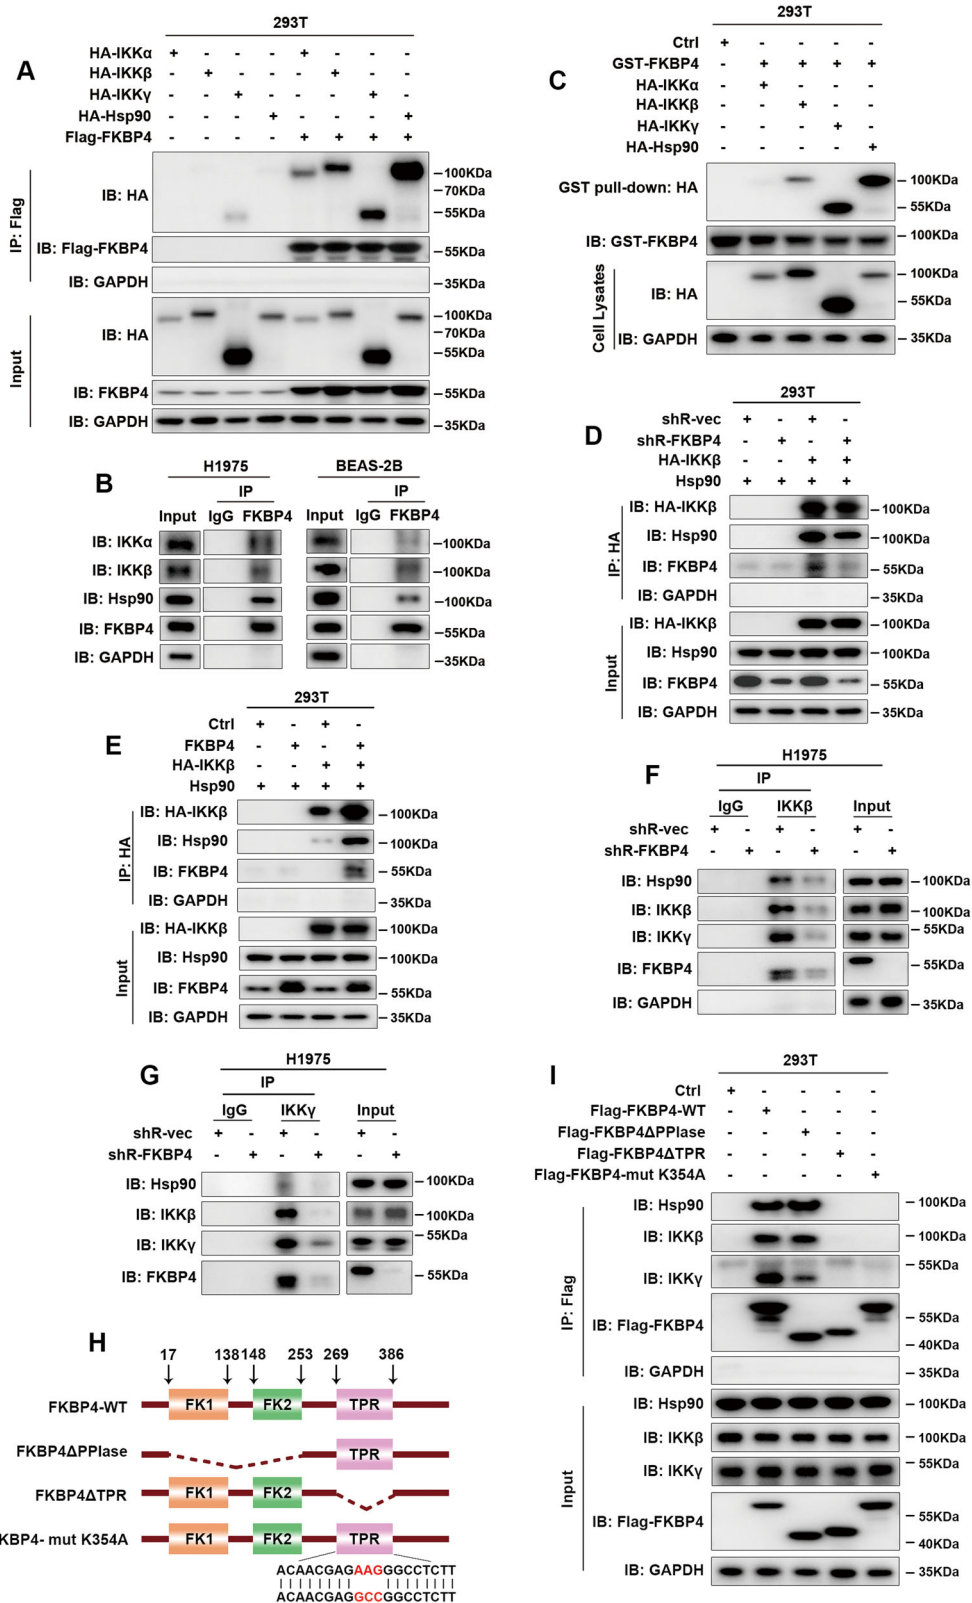 A
293T
HA-IKKα + - - - + - - -
HA-IKKβ - + - - - + - -
HA-IKKγ - - + - - - + -
HA-Hsp90 - - - + - - - +
Flag-FKBP4 - - - - + + + +
IP: Flag
IB: HA
100KDa
70KDa
55KDa
IB: Flag-FKBP4
55KDa
IB: GAPDH
35KDa
Input
IB: HA
100KDa
70KDa
55KDa
IB: FKBP4
55KDa
IB: GAPDH
35KDa
B
H1975
BEAS-2B
IP
IP
Input IgG FKBP4
Input IgG FKBP4
IB: IKKα
100KDa
IB: IKKβ
100KDa
IB: Hsp90
100KDa
IB: FKBP4
55KDa
IB: GAPDH
35KDa
C
293T
Ctrl + - - - -
GST-FKBP4 - + + + +
HA-IKKα - + - - -
HA-IKKβ - - + - -
HA-IKKγ - - - + -
HA-Hsp90 - - - - +
GST pull-down: HA
100KDa
55KDa
IB: GST-FKBP4
100KDa
Cell Lysates
IB: HA
100KDa
55KDa
IB: GAPDH
35KDa
D
293T
shR-vec + - + -
shR-FKBP4 - + - +
HA-IKKβ - - + +
Hsp90 + + + +
IP: HA
IB: HA-IKKβ
100KDa
IB: Hsp90
100KDa
IB: FKBP4
55KDa
IB: GAPDH
35KDa
Input
IB: HA-IKKβ
100KDa
IB: Hsp90
100KDa
IB: FKBP4
55KDa
IB: GAPDH
35KDa
E
293T
Ctrl + - + -
FKBP4 - + - +
HA-IKKβ - - + +
Hsp90 + + + +
IP: HA
IB: HA-IKKβ
100KDa
IB: Hsp90
100KDa
IB: FKBP4
55KDa
IB: GAPDH
35KDa
Input
IB: HA-IKKβ
100KDa
IB: Hsp90
100KDa
IB: FKBP4
55KDa
IB: GAPDH
35KDa
F
H1975
IP
IgG IKKβ Input
shR-vec + - + - + -
shR-FKBP4 - + - + - +
IB: Hsp90
100KDa
IB: IKKβ
100KDa
IB: IKKγ
55KDa
IB: FKBP4
55KDa
IB: GAPDH
35KDa
G
H1975
IP
IgG IKKγ Input
shR-vec + - + - + -
shR-FKBP4 - + - + - +
IB: Hsp90
100KDa
IB: IKKβ
100KDa
IB: IKKγ
55KDa
IB: FKBP4
55KDa
H
17 138 148 253 269 386
FKBP4-WT FK1 FK2 TPR
FKBP4ΔPPIase TPR
FKBP4ΔTPR FK1 FK2
KBP4- mut K354A FK1 FK2 TPR
ACAACGAGAAGGGCCTCTT
ACAACGAGGCCGGCCTCTT
I
293T
Ctrl + - - - -
Flag-FKBP4-WT - + - - -
Flag-FKBP4ΔPPIase - - + - -
Flag-FKBP4ΔTPR - - - + -
Flag-FKBP4-mut K354A - - - - +
IP: Flag
IB: Hsp90
100KDa
IB: IKKβ
100KDa
IB: IKKγ
55KDa
IB: Flag-FKBP4
55KDa
40KDa
IB: GAPDH
35KDa
Input
IB: Hsp90
100KDa
IB: IKKβ
100KDa
IB: IKKγ
55KDa
IB: Flag-FKBP4
55KDa
40KDa
IB: GAPDH
35KDa